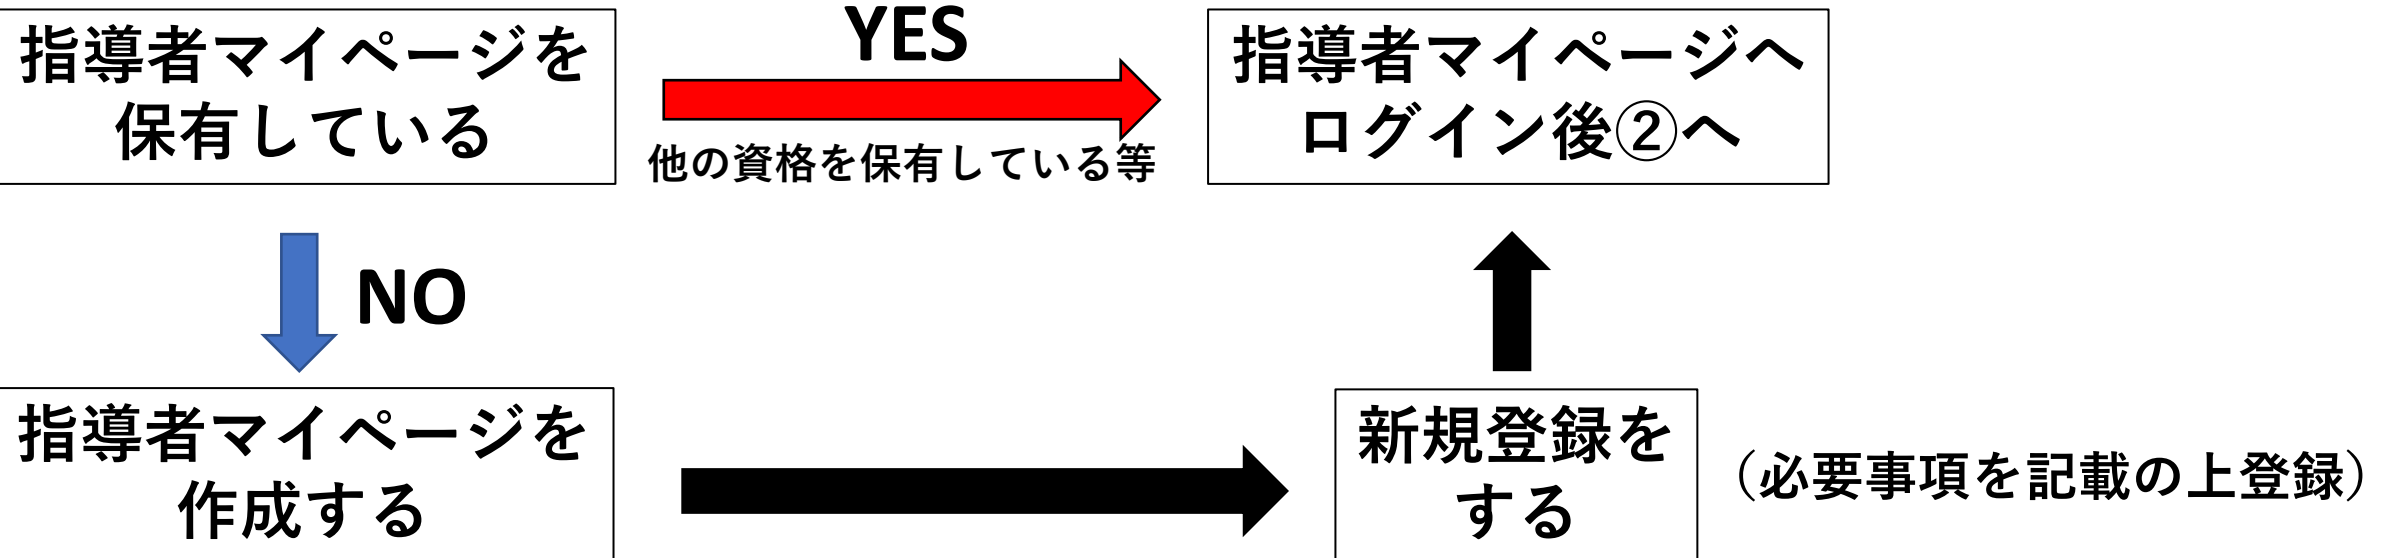 指導者マイページを
保有している
YES
他の資格を保有している等
指導者マイページへ
ログイン後②へ
NO
指導者マイページを
作成する
新規登録を
する
（必要事項を記載の上登録）